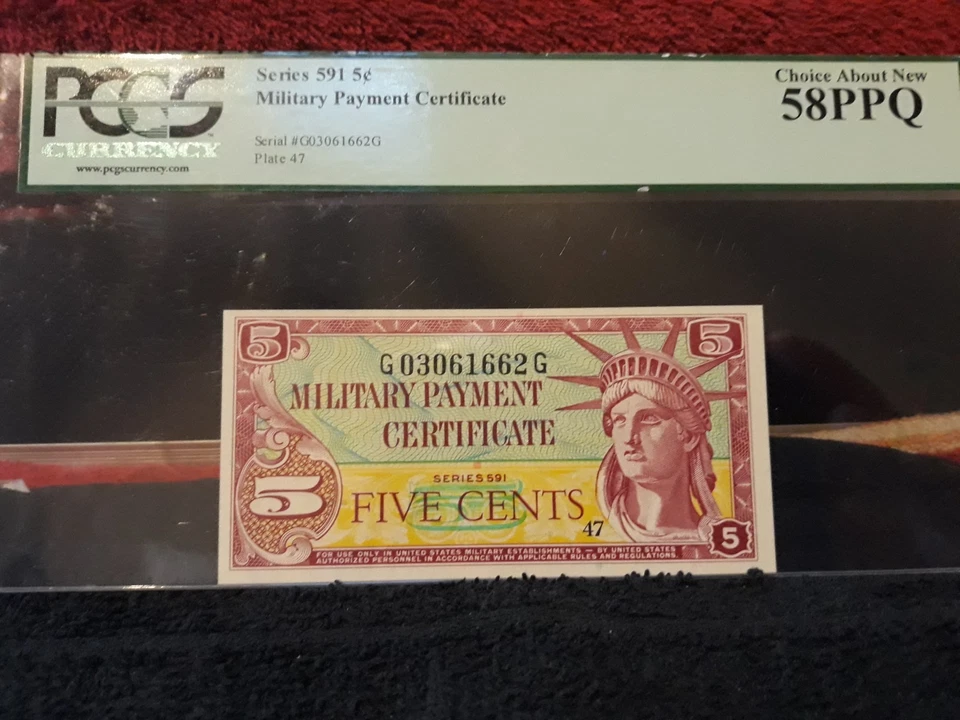 PCGS
CURRENCY
www.pcgscurrency.com
Series 591 5¢
Military Payment Certificate
Serial #G03061662G
Plate 47
Choice About New
58PPQ
5 5
G03061662G
MILITARY PAYMENT
CERTIFICATE
SERIES 591
5 FIVE CENTS
47
5
FOR USE ONLY IN UNITED STATES MILITARY ESTABLISHMENTS — BY UNITED STATES
AUTHORIZED PERSONNEL IN ACCORDANCE WITH APPLICABLE RULES AND REGULATIONS